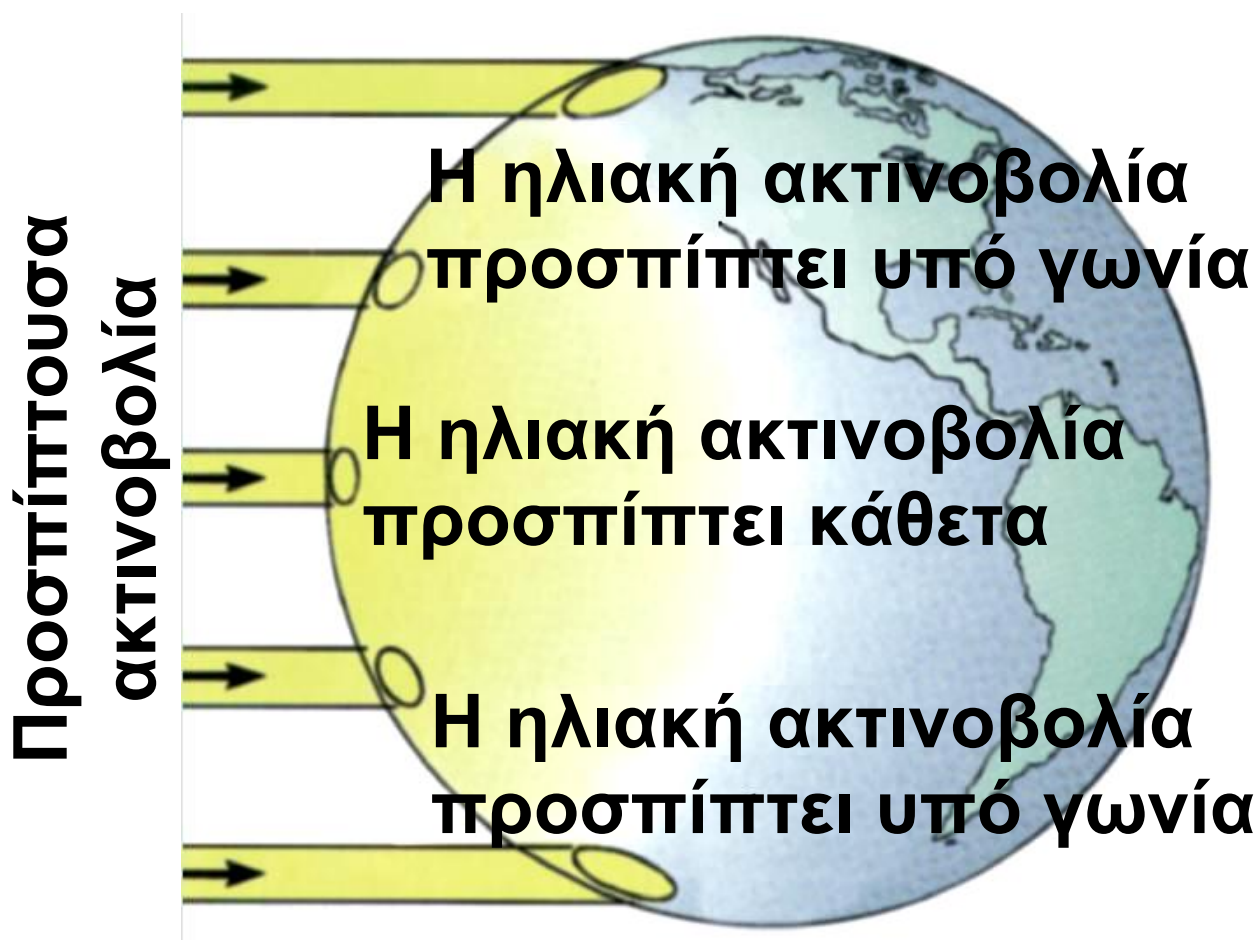 Προσπίπτουσα
ακτινοβολία
Η ηλιακή ακτινοβολία
προσπίπτει υπό γωνία
Η ηλιακή ακτινοβολία
προσπίπτει κάθετα
Η ηλιακή ακτινοβολία
προσπίπτει υπό γωνία